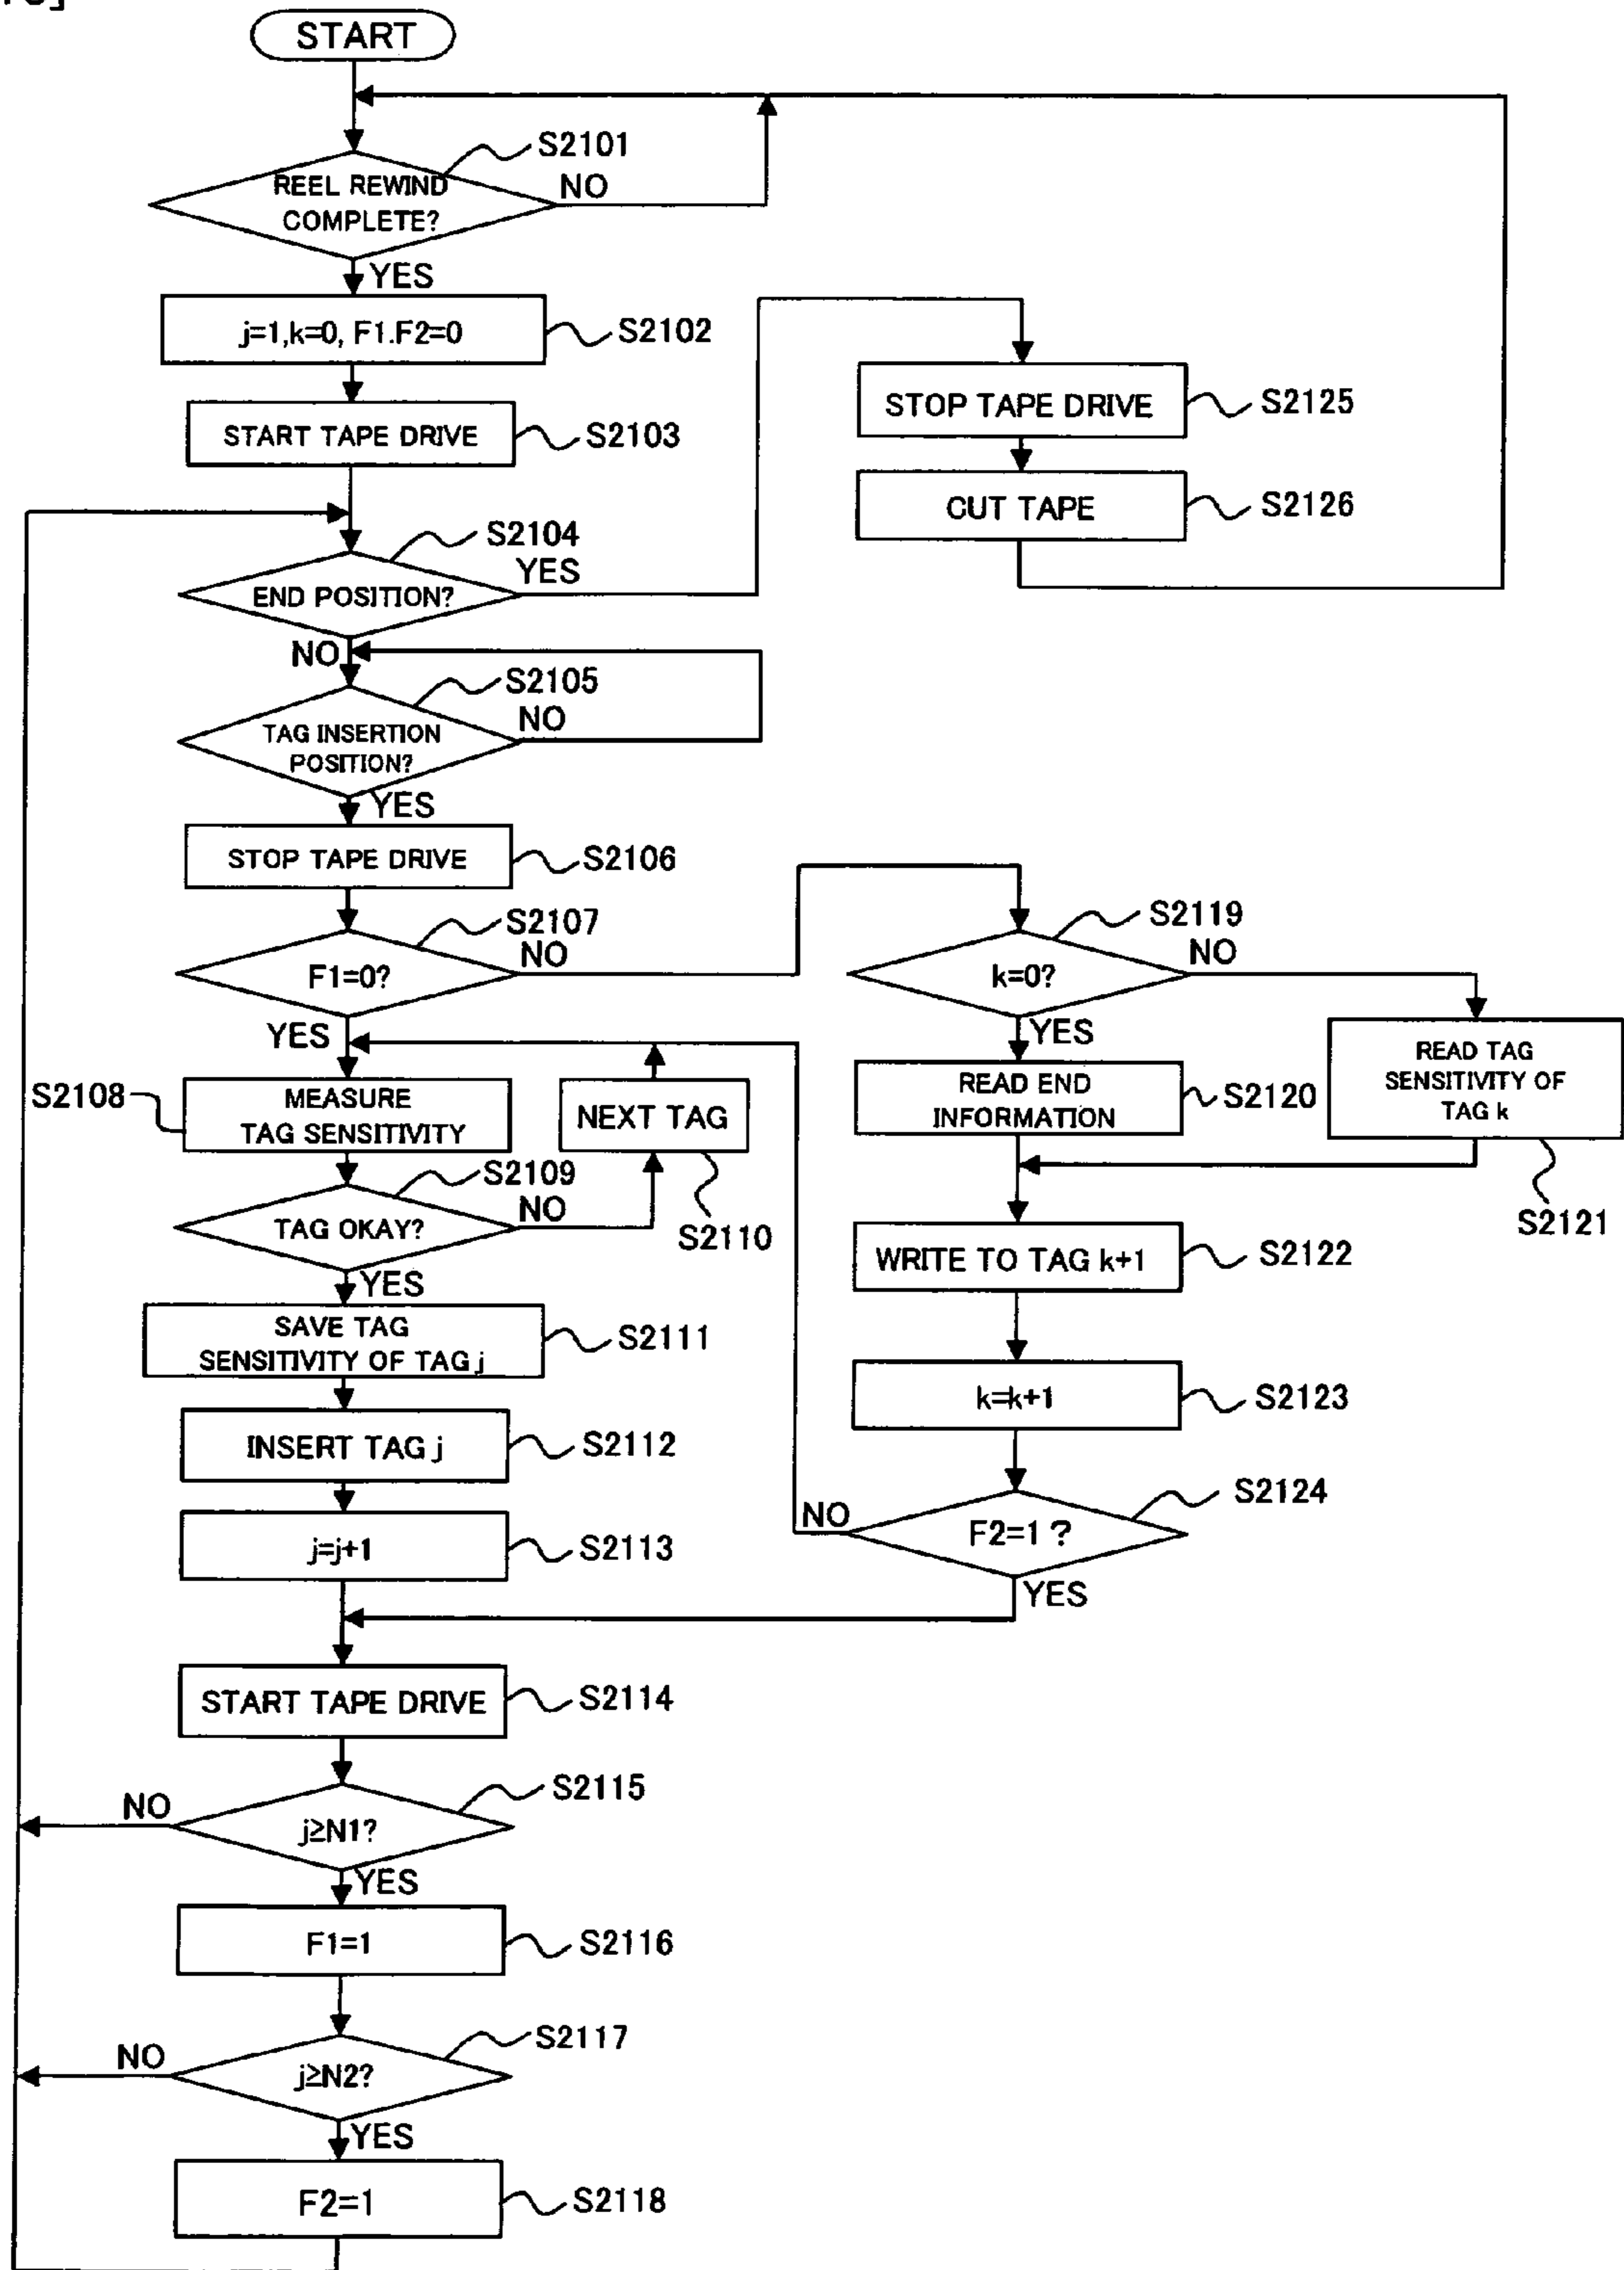 START
S2101
REEL REWIND
COMPLETE?
NO
YES
j=1,k=0, F1.F2=0
S2102
START TAPE DRIVE
S2103
STOP TAPE DRIVE
S2125
CUT TAPE
S2126
S2104
END POSITION?
YES
NO
S2105
TAG INSERTION
POSITION?
NO
YES
STOP TAPE DRIVE
S2106
S2107
F1=0?
NO
YES
S2119
k=0?
NO
YES
READ END
INFORMATION
S2120
READ TAG
SENSITIVITY OF
TAG k
S2121
S2108
MEASURE
TAG SENSITIVITY
NEXT TAG
S2110
S2109
TAG OKAY?
NO
YES
WRITE TO TAG k+1
S2122
SAVE TAG
SENSITIVITY OF TAG j
S2111
k=k+1
S2123
INSERT TAG j
S2112
S2124
F2=1 ?
NO
YES
j=j+1
S2113
START TAPE DRIVE
S2114
S2115
j≥N1?
NO
YES
F1=1
S2116
S2117
j≥N2?
NO
YES
F2=1
S2118